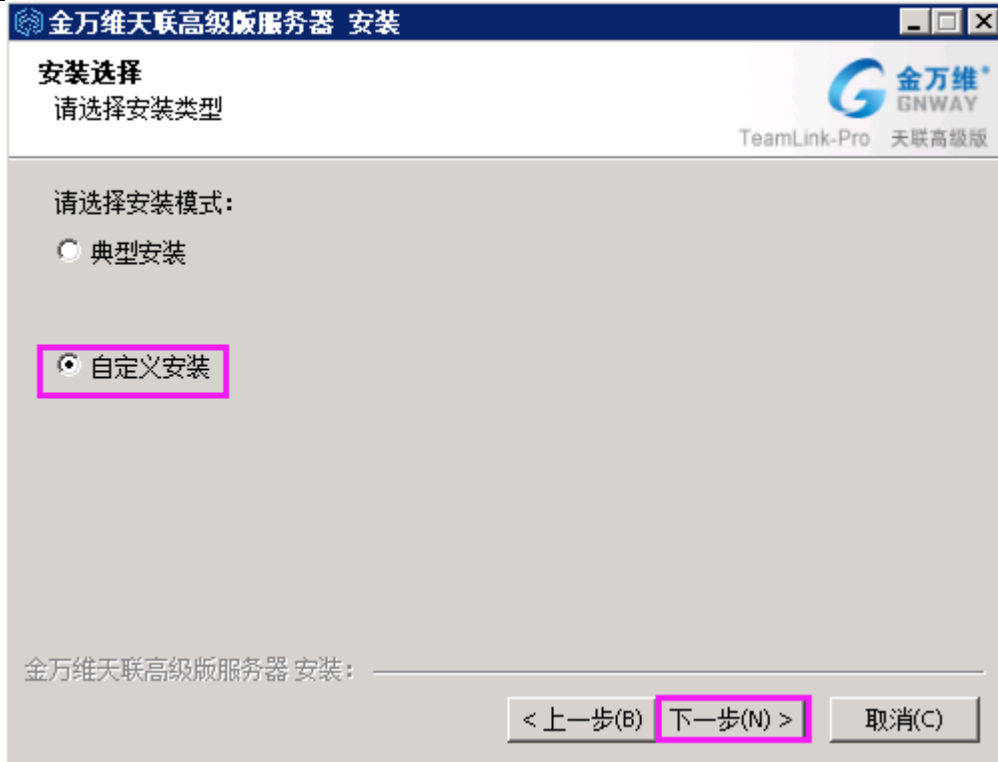 金万维天联高级版服务器 安装
安装选择
请选择安装类型
金万维®
GNWAY
TeamLink-Pro 天联高级版
请选择安装模式：
典型安装
自定义安装
金万维天联高级版服务器 安装：
< 上一步(B) 下一步(N) > 取消(C)